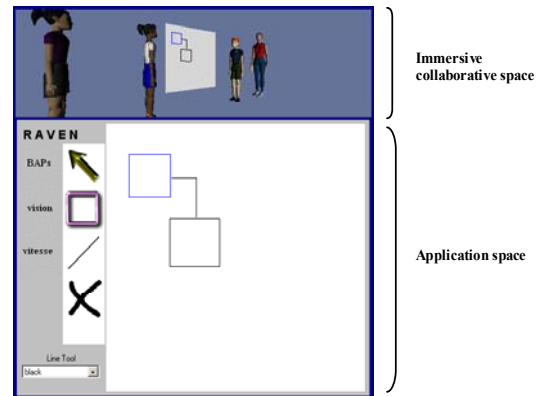 Immersive
collaborative space
RAVEN
BAPs
vision
vitesse
Application space
Line Tool
black